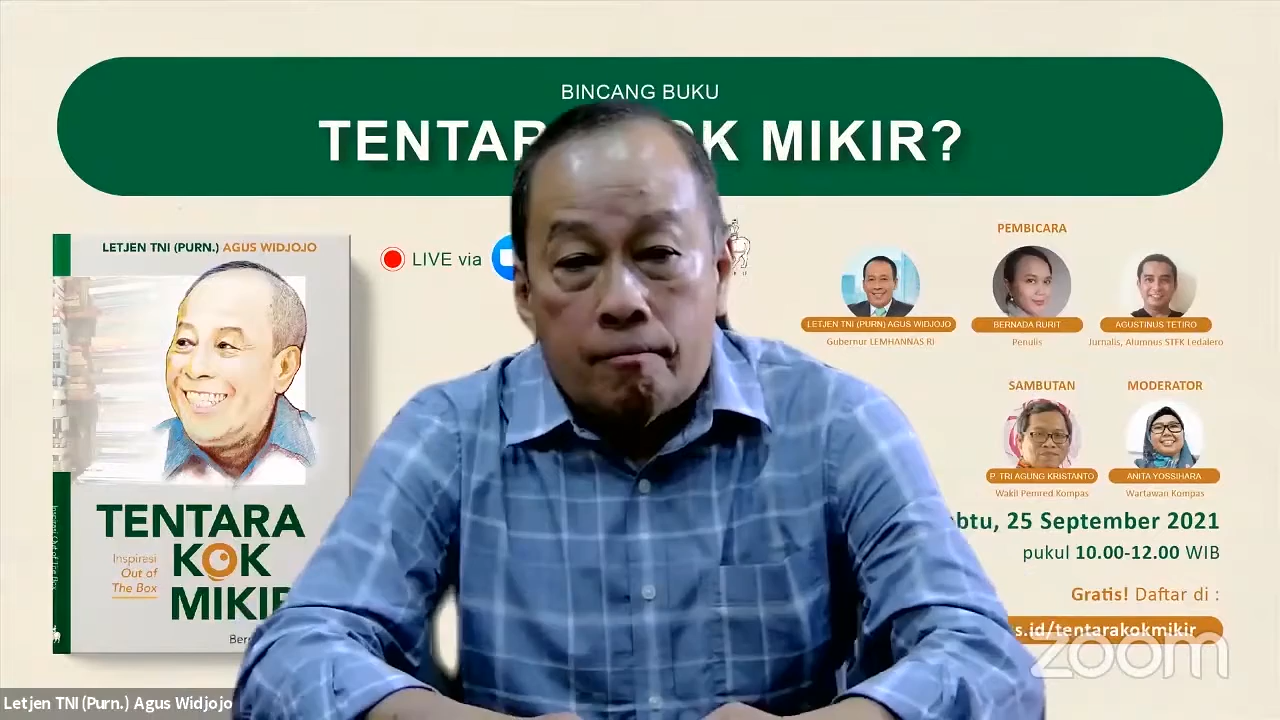 BINCANG BUKU
TENTAR OK MIKIR?
LETJEN TNI (PURN.) AGUS WIDJOJO
LIVE via
TENTARA
KOK
MIKIR
Inspirasi
Out of
The Box
PEMBICARA
LETJEN TNI (PURN) AGUS WIDJOJO
Gubernur LEMHANNAS RI
BERNADA RURIT
Penulis
AGUSTINUS TETIRO
Jurnalis, Alumnus STFK Ledalero
SAMBUTAN
P. TRI AGUNG KRISTANTO
Wakil Pemred Kompas
MODERATOR
ANITA YOSSIHARA
Wartawan Kompas
btu, 25 September 2021
pukul 10.00-12.00 WIB
Gratis! Daftar di :
s.id/tentarakokmikir
zoom
Letjen TNI (Purn.) Agus Widjojo